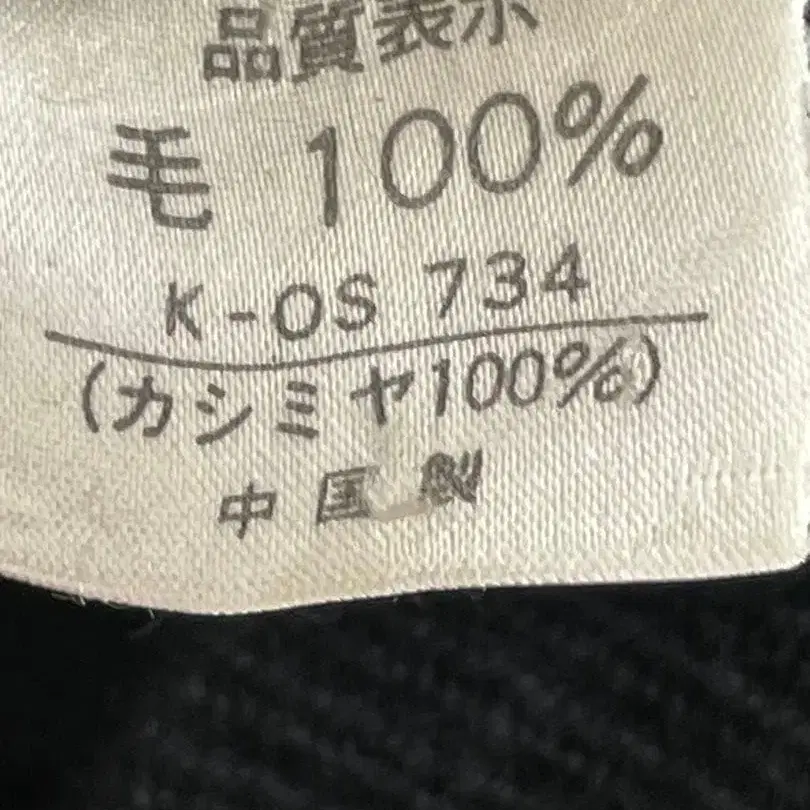 品質表示
毛 100%
K-OS 734
(カシミヤ100%)
中国製